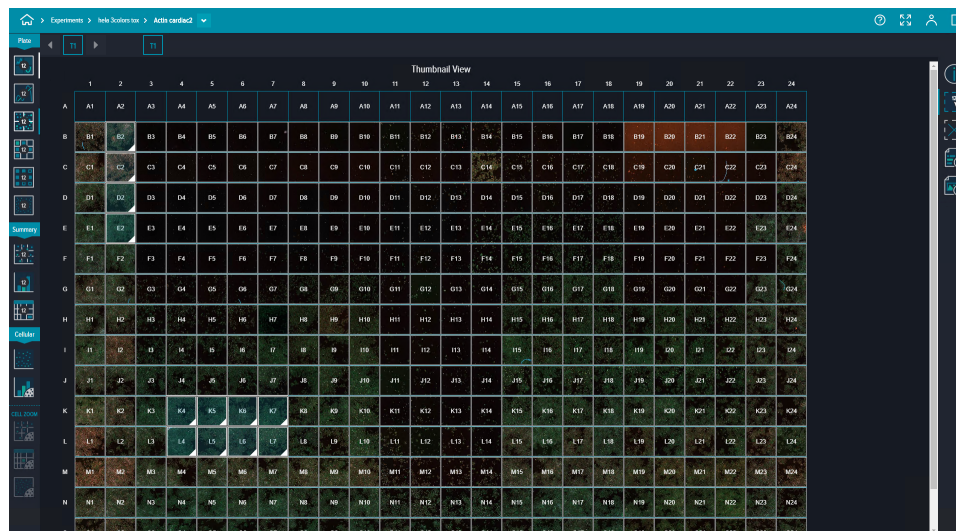 Experiments > hela 3colors tox > Actin cardiac2
Plate T1 T1
Thumbnail View
1 2 3 4 5 6 7 8 9 10 11 12 13 14 15 16 17 18 19 20 21 22 23 24
A A1 A2 A3 A4 A5 A6 A7 A8 A9 A10 A11 A12 A13 A14 A15 A16 A17 A18 A19 A20 A21 A22 A23 A24
B B1 B2 B3 B4 B5 B6 B7 B8 B9 B10 B11 B12 B13 B14 B15 B16 B17 B18 B19 B20 B21 B22 B23 B24
C C1 C2 C3 C4 C5 C6 C7 C8 C9 C10 C11 C12 C13 C14 C15 C16 C17 C18 C19 C20 C21 C22 C23 C24
D D1 D2 D3 D4 D5 D6 D7 D8 D9 D10 D11 D12 D13 D14 D15 D16 D17 D18 D19 D20 D21 D22 D23 D24
E E1 E2 E3 E4 E5 E6 E7 E8 E9 E10 E11 E12 E13 E14 E15 E16 E17 E18 E19 E20 E21 E22 E23 E24
Summary
F F1 F2 F3 F4 F5 F6 F7 F8 F9 F10 F11 F12 F13 F14 F15 F16 F17 F18 F19 F20 F21 F22 F23 F24
G G1 G2 G3 G4 G5 G6 G7 G8 G9 G10 G11 G12 G13 G14 G15 G16 G17 G18 G19 G20 G21 G22 G23 G24
H H1 H2 H3 H4 H5 H6 H7 H8 H9 H10 H11 H12 H13 H14 H15 H16 H17 H18 H19 H20 H21 H22 H23 H24
Cellular
I I1 I2 I3 I4 I5 I6 I7 I8 I9 I10 I11 I12 I13 I14 I15 I16 I17 I18 I19 I20 I21 I22 I23 I24
J J1 J2 J3 J4 J5 J6 J7 J8 J9 J10 J11 J12 J13 J14 J15 J16 J17 J18 J19 J20 J21 J22 J23 J24
K K1 K2 K3 K4 K5 K6 K7 K8 K9 K10 K11 K12 K13 K14 K15 K16 K17 K18 K19 K20 K21 K22 K23 K24
CELL ZOOM
L L1 L2 L3 L4 L5 L6 L7 L8 L9 L10 L11 L12 L13 L14 L15 L16 L17 L18 L19 L20 L21 L22 L23 L24
M M1 M2 M3 M4 M5 M6 M7 M8 M9 M10 M11 M12 M13 M14 M15 M16 M17 M18 M19 M20 M21 M22 M23 M24
N N1 N2 N3 N4 N5 N6 N7 N8 N9 N10 N11 N12 N13 N14 N15 N16 N17 N18 N19 N20 N21 N22 N23 N24